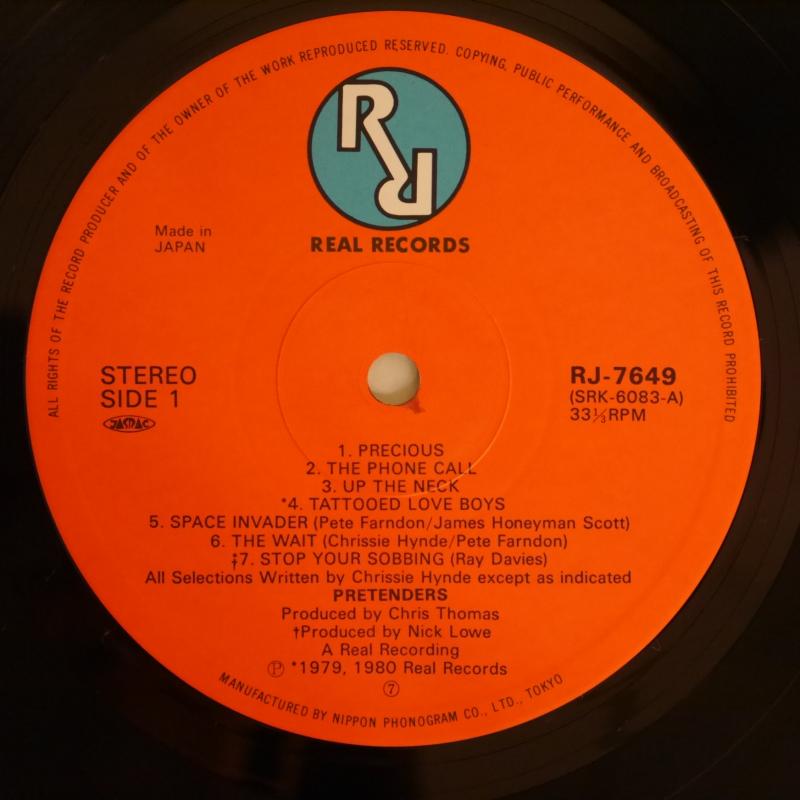 ALL RIGHTS OF THE RECORD PRODUCER AND OF THE OWNER OF THE WORK REPRODUCED RESERVED. COPYING, PUBLIC PERFORMANCE AND BROADCASTING OF THIS RECORD PROHIBITED
RR
REAL RECORDS
Made in
JAPAN
STEREO
SIDE 1
JASRAC
RJ-7649
(SRK-6083-A)
33⅓RPM
1. PRECIOUS
2. THE PHONE CALL
3. UP THE NECK
*4. TATTOOED LOVE BOYS
5. SPACE INVADER (Pete Farndon/James Honeyman Scott)
6. THE WAIT (Chrissie Hynde/Pete Farndon)
*†7. STOP YOUR SOBBING (Ray Davies)
All Selections Written by Chrissie Hynde except as indicated
PRETENDERS
Produced by Chris Thomas
†Produced by Nick Lowe
A Real Recording
Ⓟ *1979, 1980 Real Records
⑦
MANUFACTURED BY NIPPON PHONOGRAM CO., LTD., TOKYO